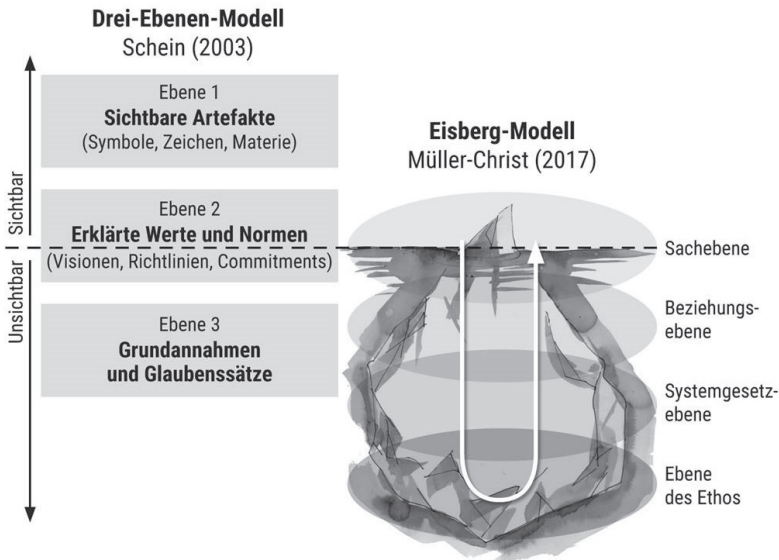 Drei-Ebenen-Modell
Schein (2003)
Sichtbar
Unsichtbar
Ebene 1
Sichtbare Artefakte
(Symbole, Zeichen, Materie)
Ebene 2
Erklärte Werte und Normen
(Visionen, Richtlinien, Commitments)
Ebene 3
Grundannahmen
und Glaubenssätze
Eisberg-Modell
Müller-Christ (2017)
Sachebene
Beziehungs-
ebene
Systemgesetz-
ebene
Ebene
des Ethos